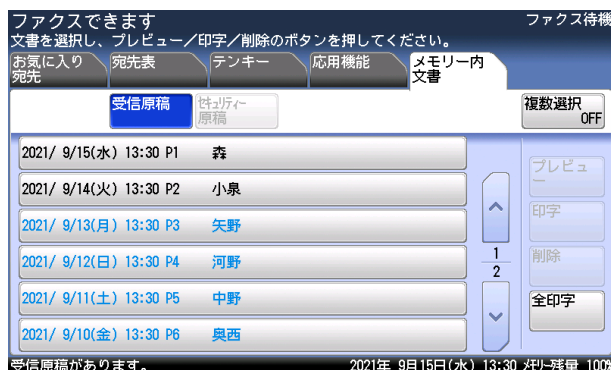 ファクスできます
ファクス待機
文書を選択し、プレビュー／印字／削除のボタンを押してください。
お気に入り
宛先
宛先表
テンキー
応用機能
メモリー内
文書
受信原稿
ｾｷｭﾘﾃｨｰ
原稿
複数選択
OFF
2021/ 9/15(水) 13:30 P1 森
2021/ 9/14(火) 13:30 P2 小泉
2021/ 9/13(月) 13:30 P3 矢野
2021/ 9/12(日) 13:30 P4 河野
2021/ 9/11(土) 13:30 P5 中野
2021/ 9/10(金) 13:30 P6 奥西
1
2
プレビュ
ー
印字
削除
全印字
受信原稿があります。
2021年 9月15日(水) 13:30 ﾒﾓﾘｰ残量 100%